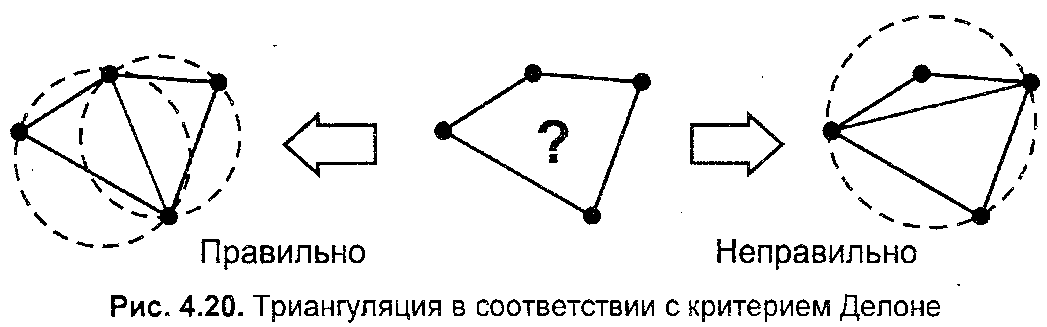 ?
Правильно
Неправильно
Рис. 4.20. Триангуляция в соответствии с критерием Делоне